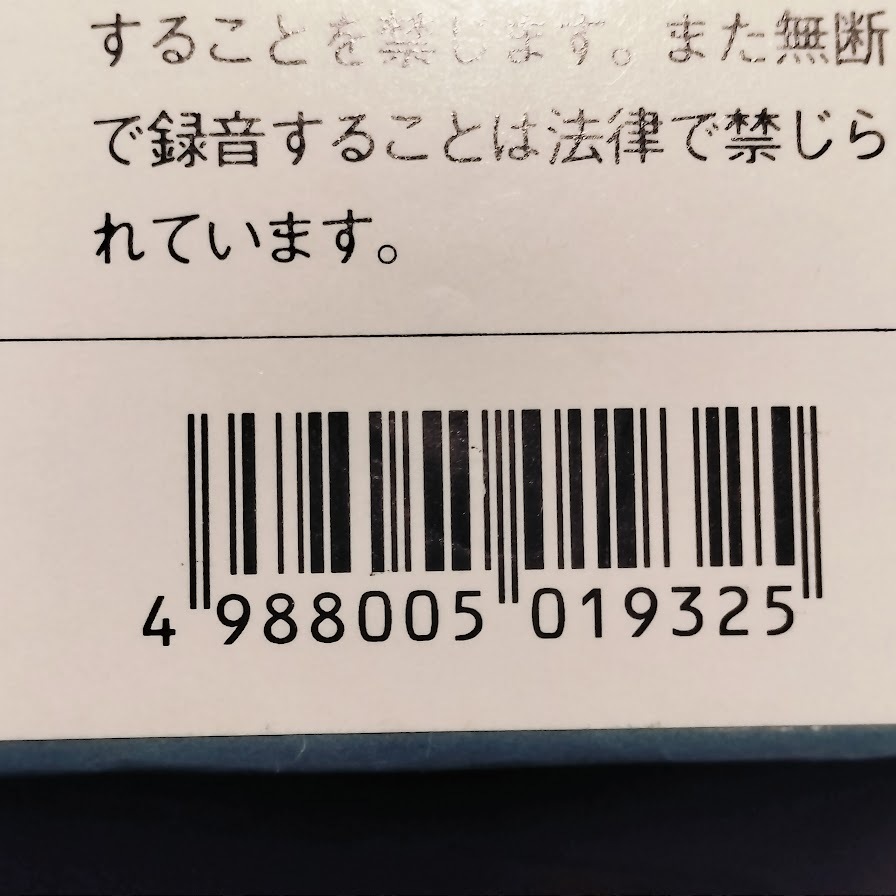 することを禁じます。また無断
で録音することは法律で禁じら
れています。
4 988005 019325